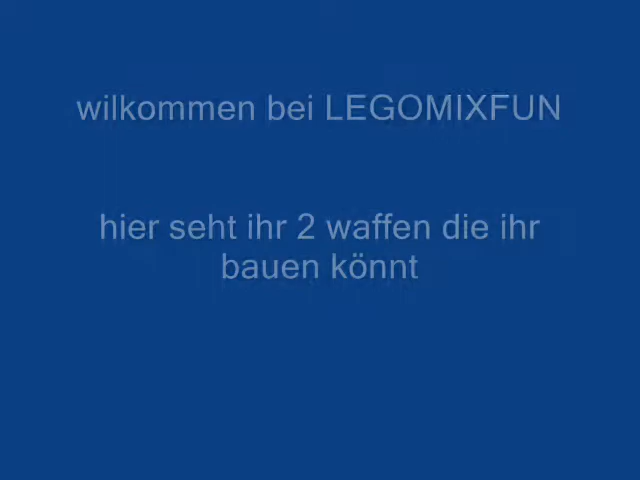 wilkommen bei LEGOMIXFUN
hier seht ihr 2 waffen die ihr
bauen könnt